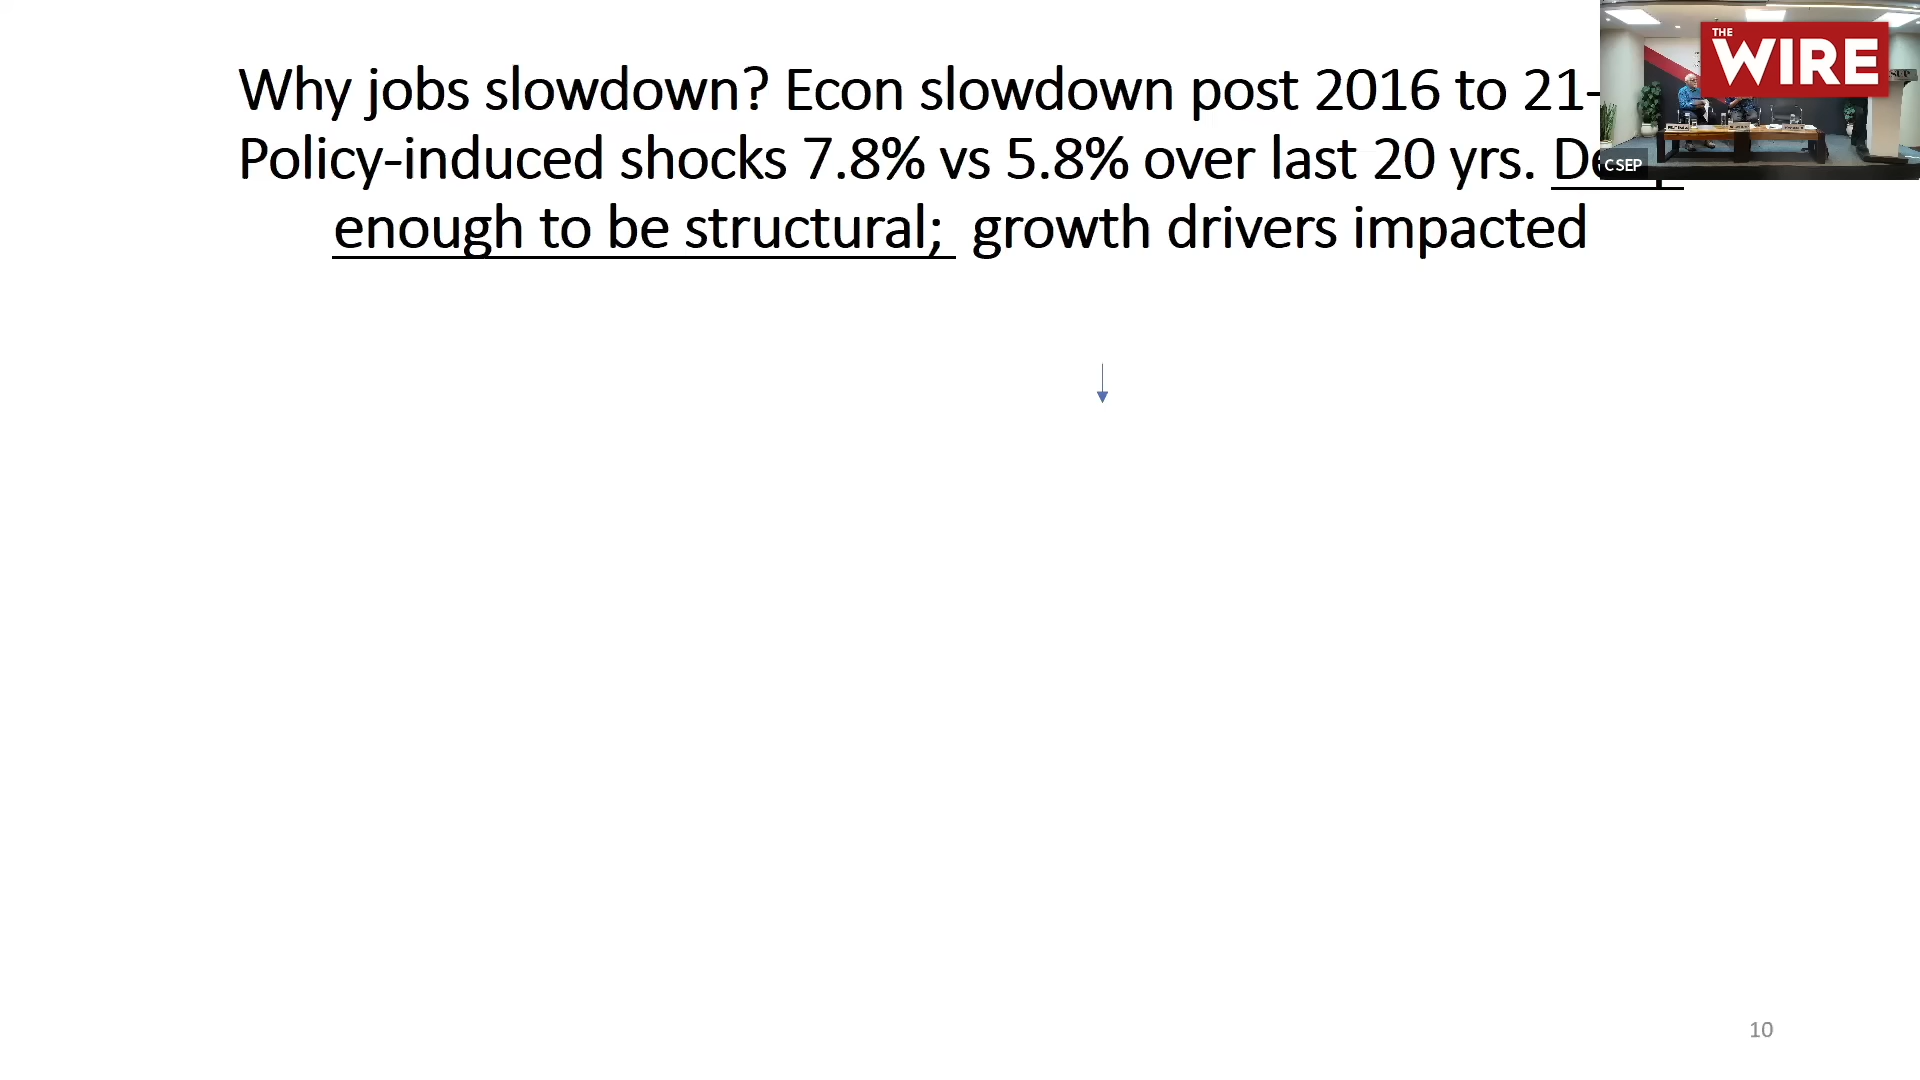 Why jobs slowdown? Econ slowdown post 2016 to 21-
Policy-induced shocks 7.8% vs 5.8% over last 20 yrs.
enough to be structural; growth drivers impacted
THE
WIRE
CSEP
10